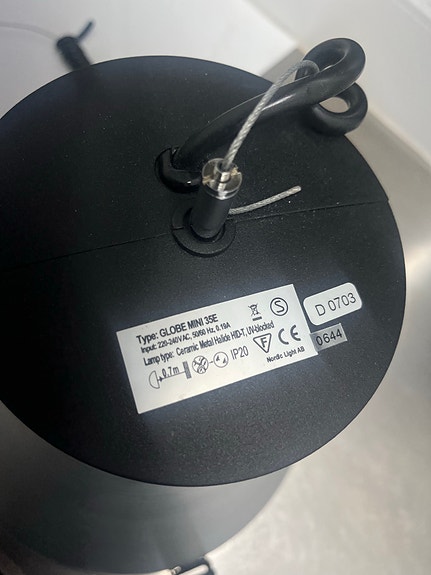 Type: GLOBE MINI 35E
Input: 220-240VAC, 50/60 Hz, 0.19A
Lamp type: Ceramic Metal Halide HID-T, UV-blocked
0.7m IP20 F CE
S
Nordic Light AB
D 0703
0644